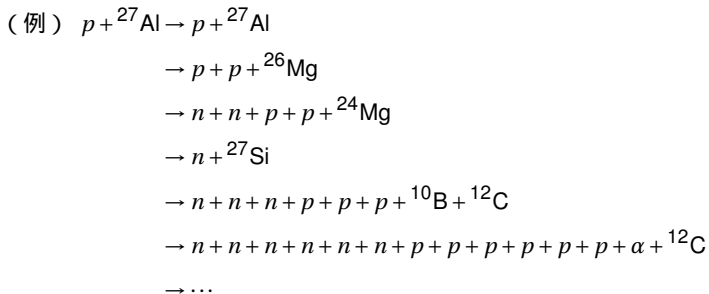 (例) p + ²⁷Al → p + ²⁷Al
→ p + p + ²⁶Mg
→ n + n + p + p + ²⁴Mg
→ n + ²⁷Si
→ n + n + n + p + p + p + ¹⁰B + ¹²C
→ n + n + n + n + n + n + p + p + p + p + p + p + α + ¹²C
→ ⋯